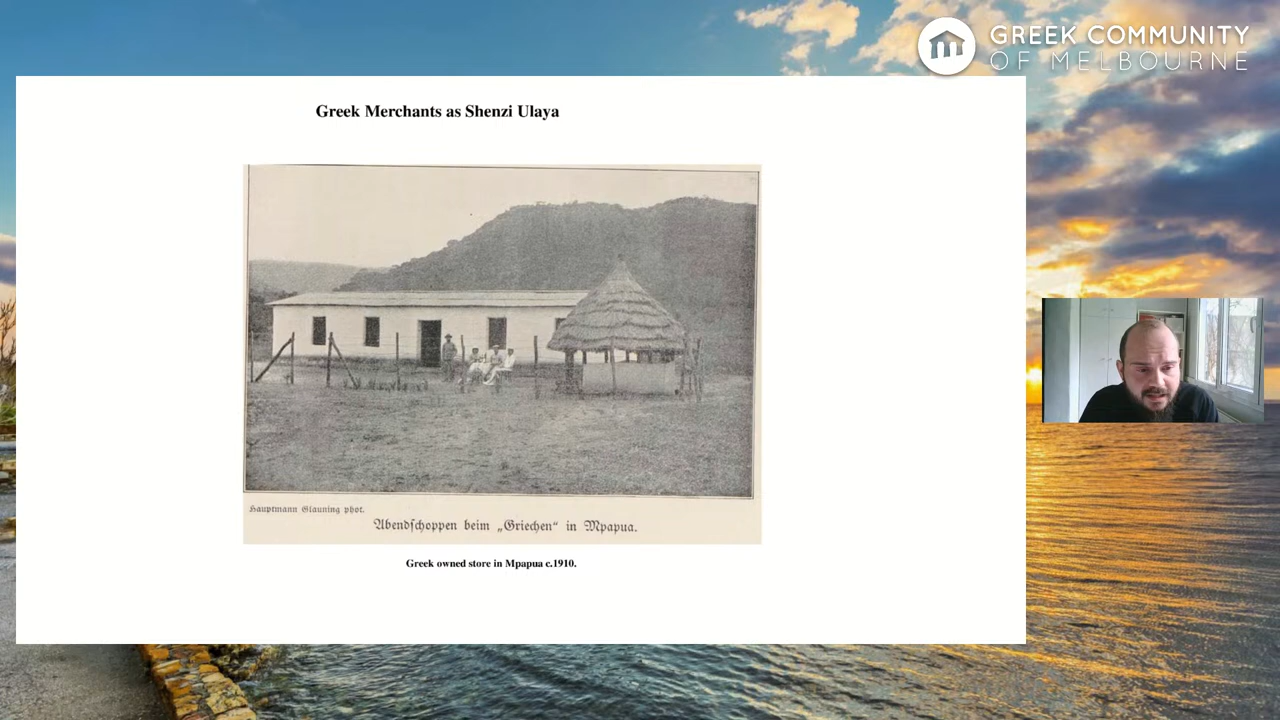 GREEK COMMUNITY
OF MELBOURNE
Greek Merchants as Shenzi Ulaya
Hauptmann Glauning phot.
Abendschoppen beim „Griechen“ in Mpapua.
Greek owned store in Mpapua c.1910.